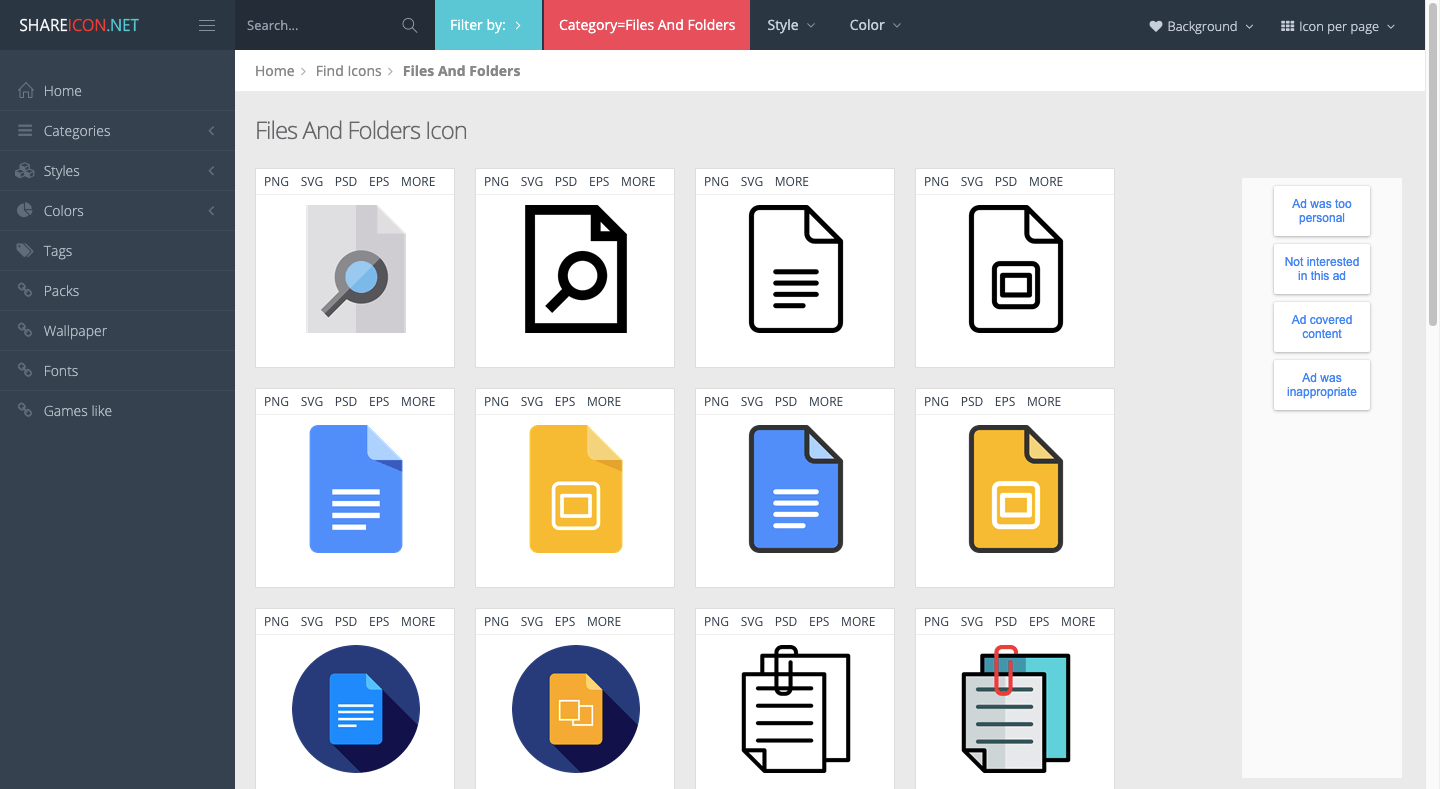 SHAREICON.NET
Search...
Filter by:
Category=Files And Folders
Style
Color
Background
Icon per page
Home
Categories
Styles
Colors
Tags
Packs
Wallpaper
Fonts
Games like
Home Find Icons Files And Folders
Files And Folders Icon
PNG SVG PSD EPS MORE
PNG SVG PSD EPS MORE
PNG SVG MORE
PNG SVG PSD MORE
PNG SVG PSD EPS MORE
PNG SVG EPS MORE
PNG SVG PSD MORE
PNG PSD EPS MORE
PNG SVG PSD EPS MORE
PNG SVG EPS MORE
PNG SVG PSD EPS MORE
PNG SVG PSD EPS MORE
Ad was too
personal
Not interested
in this ad
Ad covered
content
Ad was
inappropriate